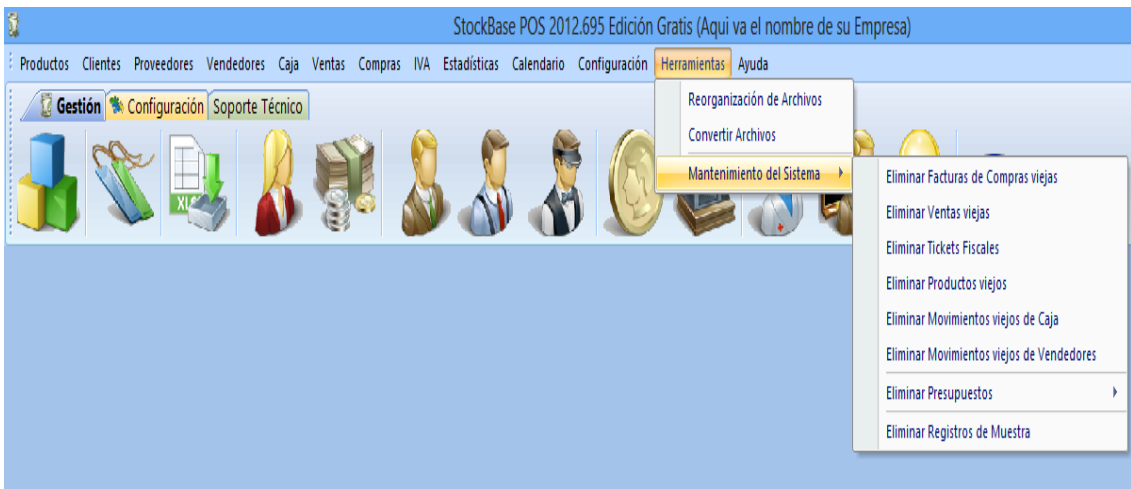 StockBase POS 2012.695 Edición Gratis (Aqui va el nombre de su Empresa)
Productos Clientes Proveedores Vendedores Caja Ventas Compras IVA Estadísticas Calendario Configuración Herramientas Ayuda
Gestión Configuración Soporte Técnico
Reorganización de Archivos
Convertir Archivos
Mantenimiento del Sistema
XLS
Eliminar Facturas de Compras viejas
Eliminar Ventas viejas
Eliminar Tickets Fiscales
Eliminar Productos viejos
Eliminar Movimientos viejos de Caja
Eliminar Movimientos viejos de Vendedores
Eliminar Presupuestos
Eliminar Registros de Muestra